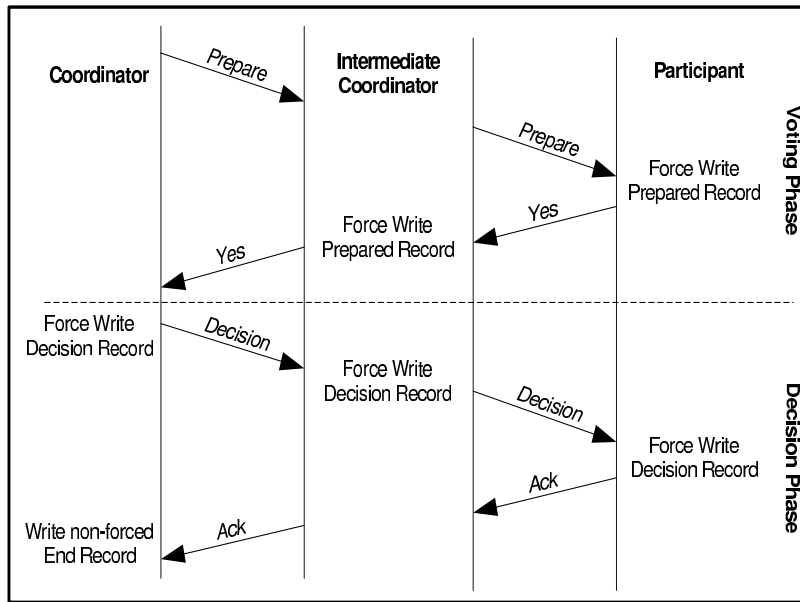 Coordinator
Intermediate
Coordinator
Participant
Prepare
Prepare
Force Write
Prepared Record
Yes
Force Write
Prepared Record
Yes
Voting Phase
Force Write
Decision Record
Decision
Force Write
Decision Record
Decision
Force Write
Decision Record
Ack
Ack
Write non-forced
End Record
Decision Phase